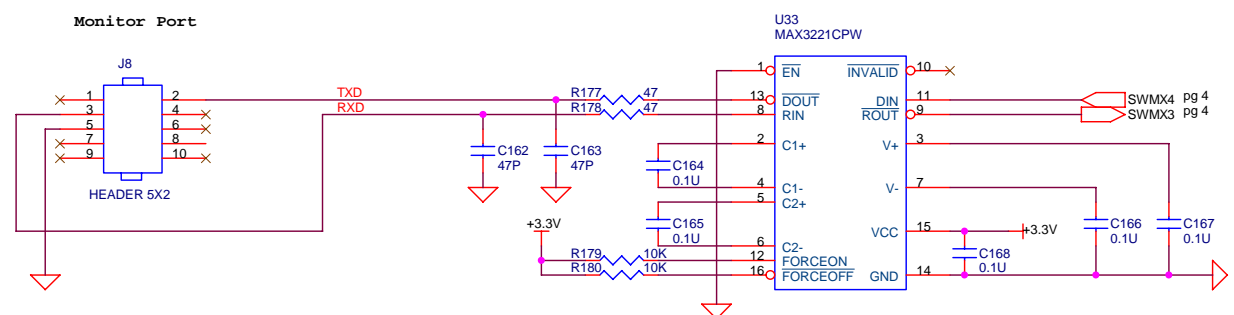 Monitor Port
U33
MAX3221CPW
J8
1 2
3 4
5 6
7 8
9 10
HEADER 5X2
TXD
RXD
R177 47
R178 47
C162
47P
C163
47P
C164
0.1U
C165
0.1U
+3.3V
R179 10K
R180 10K
1 EN
13 DOUT
8 RIN
2 C1+
4 C1-
5 C2+
6 C2-
12 FORCEON
16 FORCEOFF
INVALID 10
DIN 11
ROUT 9
V+ 3
V- 7
VCC 15
GND 14
SWMX4 pg 4
SWMX3 pg 4
+3.3V
C168
0.1U
C166
0.1U
C167
0.1U